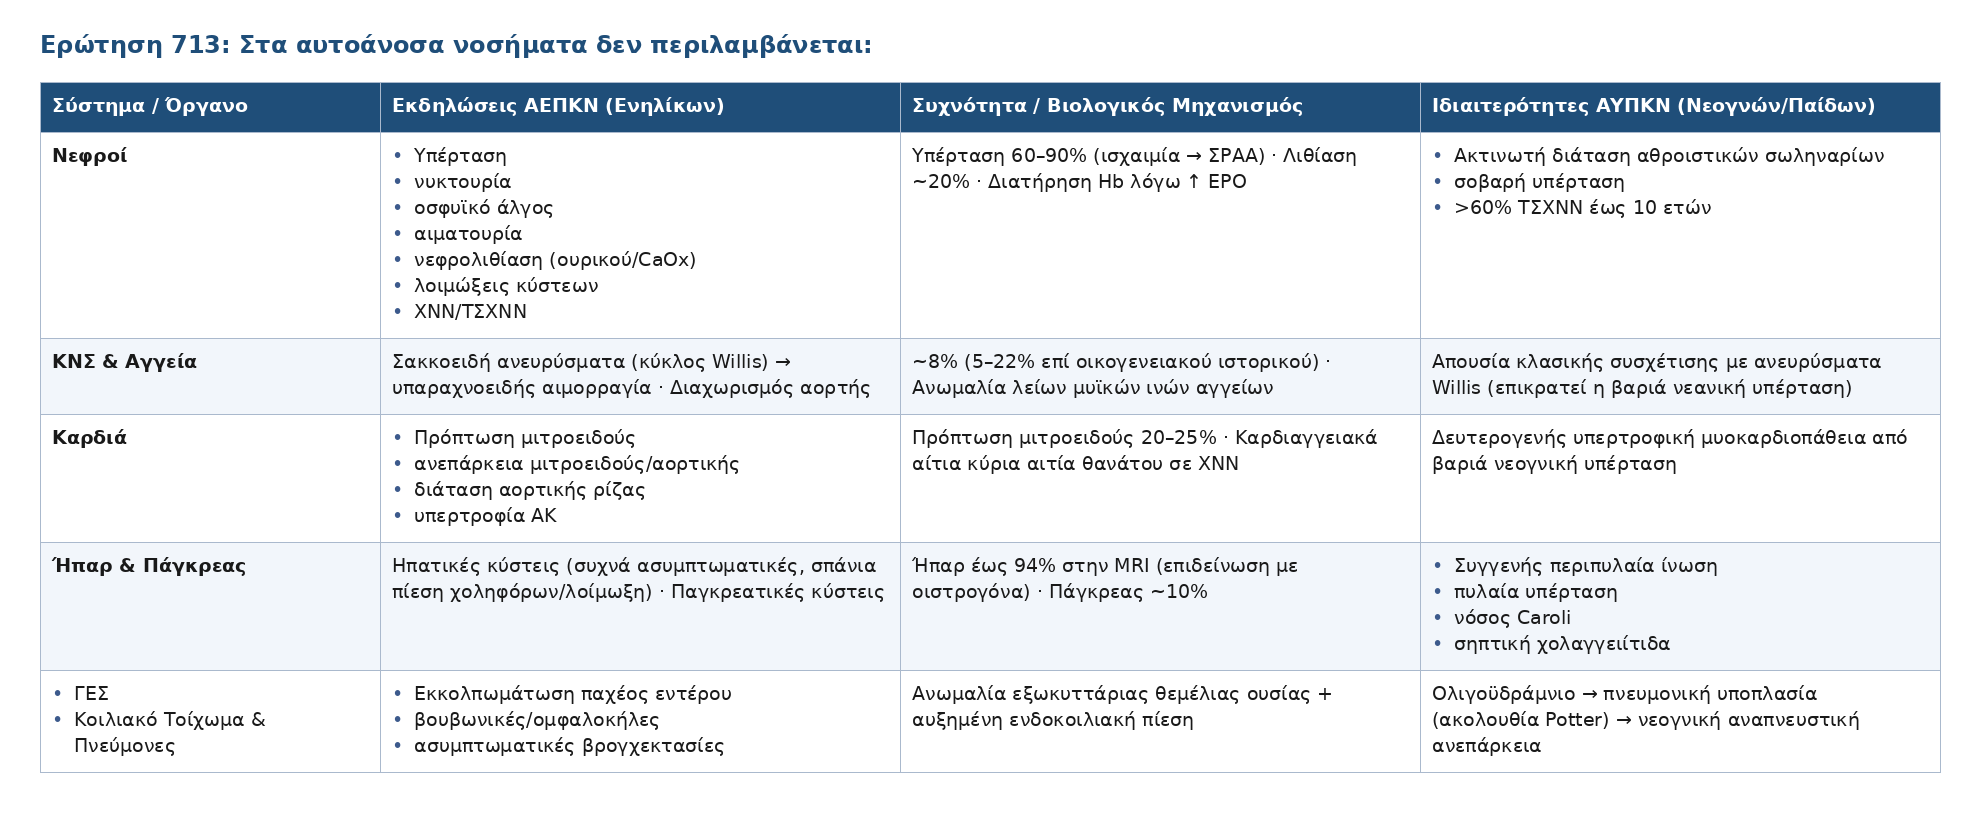 Ερώτηση 713: Στα αυτοάνοσα νοσήματα δεν περιλαμβάνεται:
Σύστημα / Όργανο
Εκδηλώσεις ΑΕΠΚΝ (Ενηλίκων)
Συχνότητα / Βιολογικός Μηχανισμός
Ιδιαιτερότητες ΑΥΠΚΝ (Νεογνών/Παίδων)
Νεφροί
• Υπέρταση
• νυκτουρία
• οσφυϊκό άλγος
• αιματουρία
• νεφρολιθίαση (ουρικού/CaOx)
• λοιμώξεις κύστεων
• ΧΝΝ/ΤΣΧΝΝ
Υπέρταση 60–90% (ισχαιμία → ΣΡΑΑ) · Λιθίαση
~20% · Διατήρηση Hb λόγω ↑ EPO
• Ακτινωτή διάταση αθροιστικών σωληναρίων
• σοβαρή υπέρταση
• >60% ΤΣΧΝΝ έως 10 ετών
ΚΝΣ & Αγγεία
Σακκοειδή ανευρύσματα (κύκλος Willis) →
υπαραχνοειδής αιμορραγία · Διαχωρισμός αορτής
~8% (5–22% επί οικογενειακού ιστορικού) ·
Ανωμαλία λείων μυϊκών ινών αγγείων
Απουσία κλασικής συσχέτισης με ανευρύσματα
Willis (επικρατεί η βαριά νεανική υπέρταση)
Καρδιά
• Πρόπτωση μιτροειδούς
• ανεπάρκεια μιτροειδούς/αορτικής
• διάταση αορτικής ρίζας
• υπερτροφία ΑΚ
Πρόπτωση μιτροειδούς 20–25% · Καρδιαγγειακά
αίτια κύρια αιτία θανάτου σε ΧΝΝ
Δευτερογενής υπερτροφική μυοκαρδιοπάθεια από
βαριά νεογνική υπέρταση
Ήπαρ & Πάγκρεας
Ηπατικές κύστεις (συχνά ασυμπτωματικές, σπάνια
πίεση χοληφόρων/λοίμωξη) · Παγκρεατικές κύστεις
Ήπαρ έως 94% στην MRI (επιδείνωση με
οιστρογόνα) · Πάγκρεας ~10%
• Συγγενής περιπυλαία ίνωση
• πυλαία υπέρταση
• νόσος Caroli
• σηπτική χολαγγειίτιδα
• ΓΕΣ
• Κοιλιακό Τοίχωμα &
Πνεύμονες
• Εκκολπωμάτωση παχέος εντέρου
• βουβωνικές/ομφαλοκήλες
• ασυμπτωματικές βρογχεκτασίες
Ανωμαλία εξωκυττάριας θεμέλιας ουσίας +
αυξημένη ενδοκοιλιακή πίεση
Ολιγοϋδράμνιο → πνευμονική υποπλασία
(ακολουθία Potter) → νεογνική αναπνευστική
ανεπάρκεια